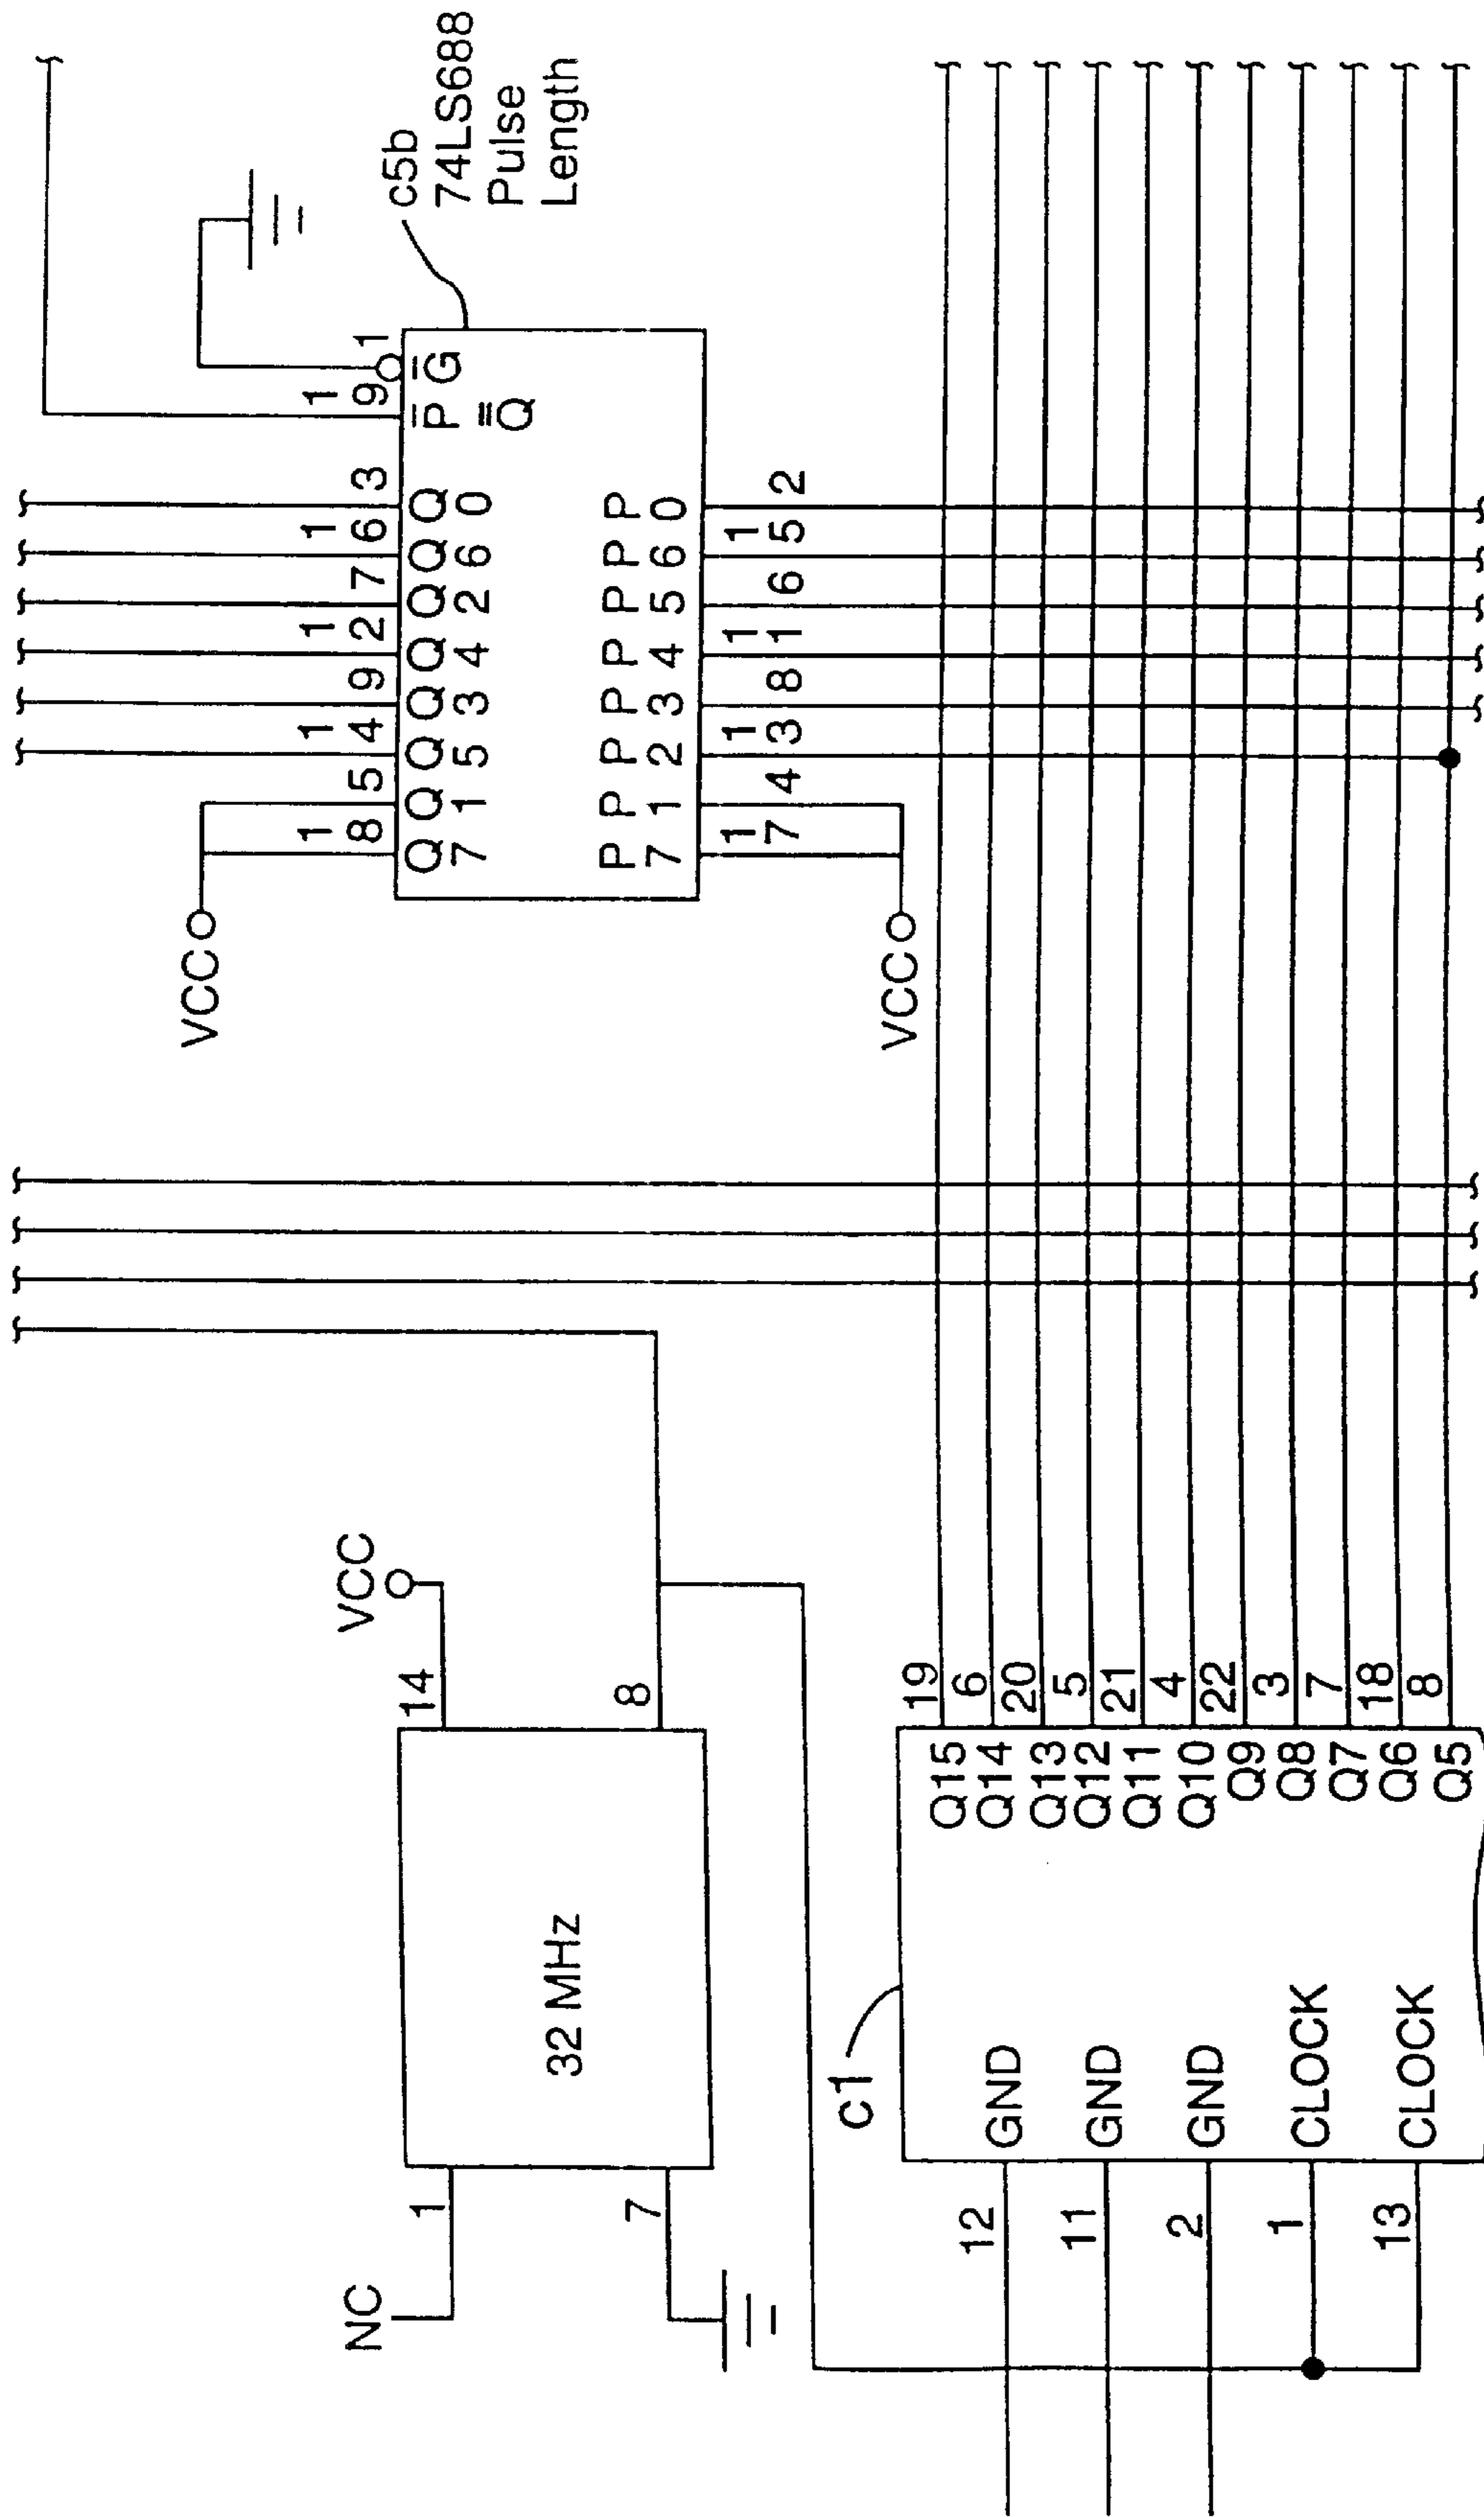 NC
1
7
32 MHz
14
8
VCC
VCC
18 5 14 9 12 7 16 3 19 1
Q7 Q1 Q5 Q3 Q4 Q2 Q6 Q0 P̅=̅Q̅ G̅
P7 P1 P2 P3 P4 P5 P6 P0
17 4 13 8 11 6 15 2
VCC
c5b
74LS688
Pulse
Length
c1
12 GND
11 GND
2 GND
1 CLOCK
13 CLOCK
Q15 19
Q14 6
Q13 20
Q12 5
Q11 21
Q10 4
Q9 22
Q8 3
Q7 7
Q6 18
Q5 8